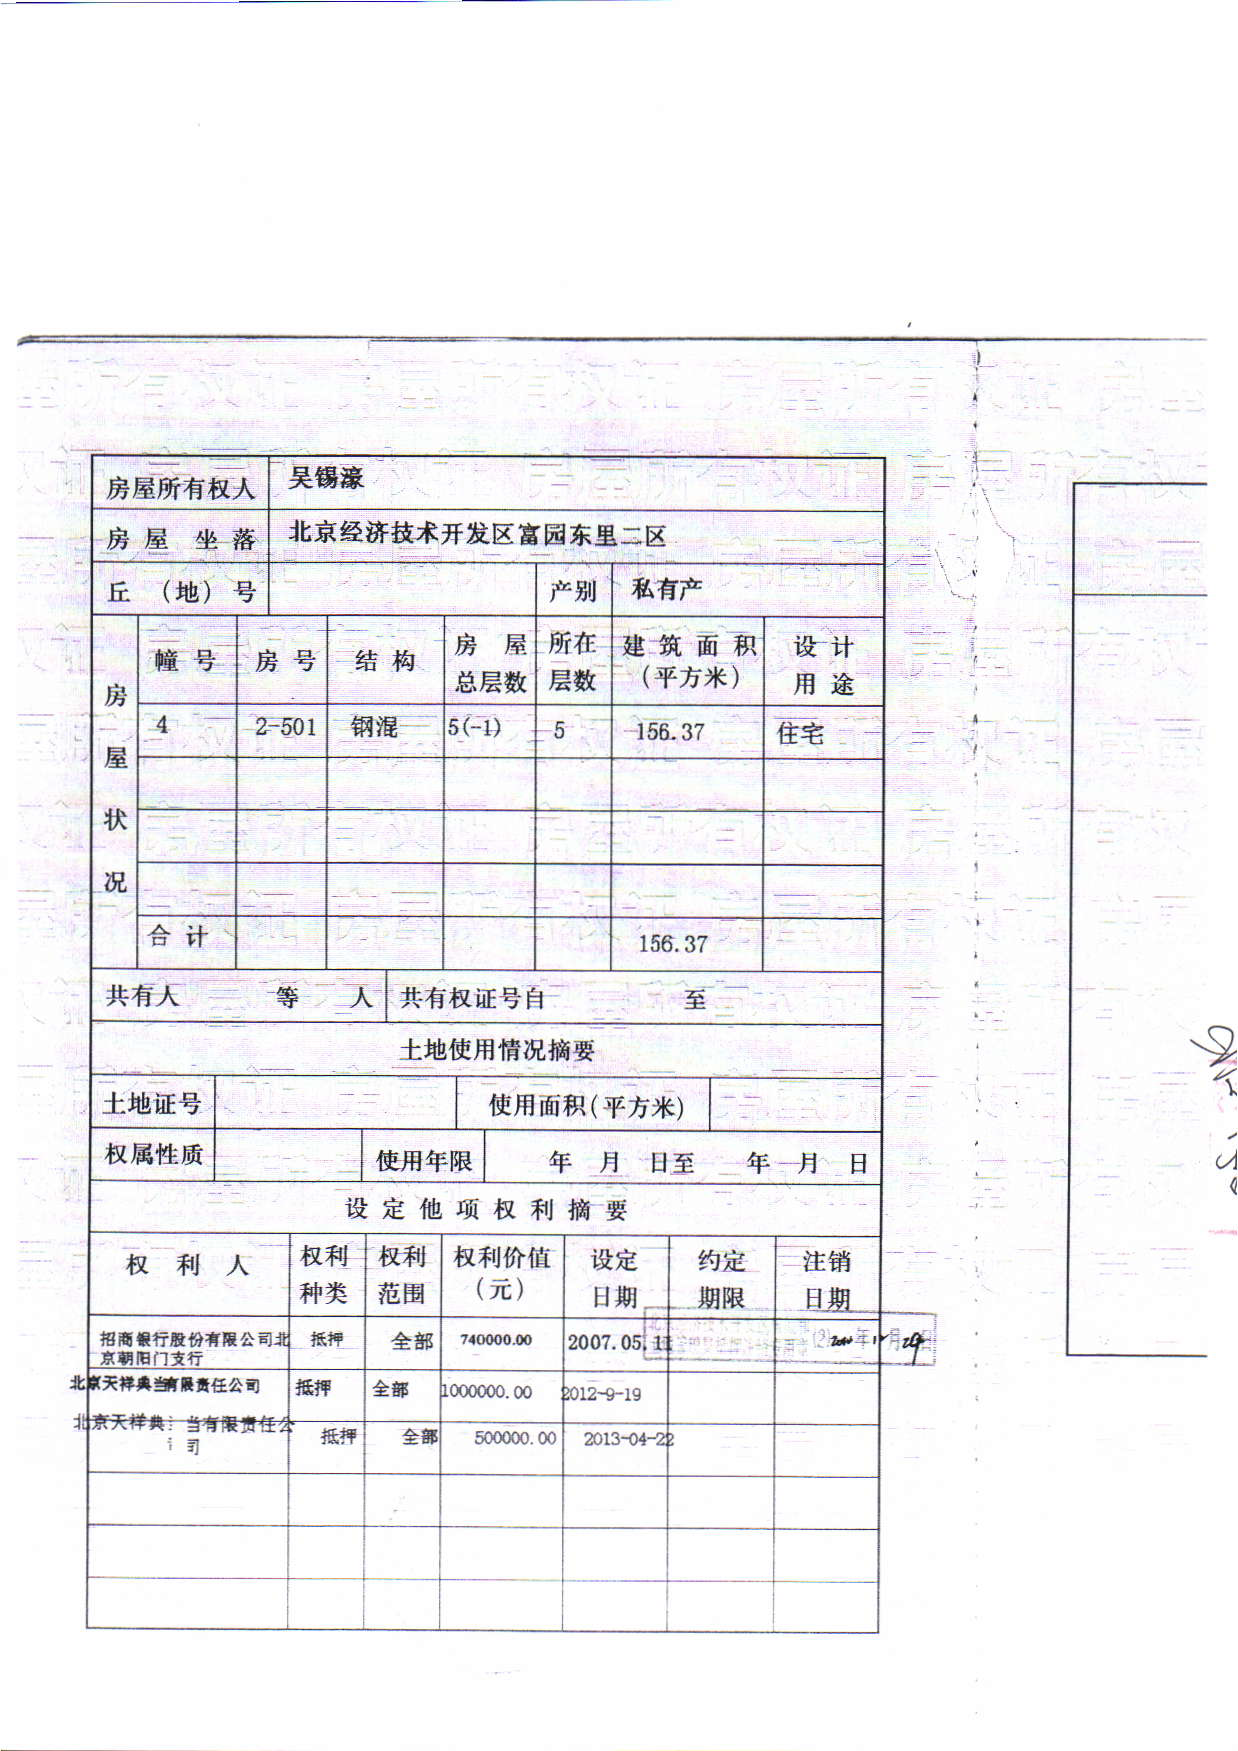 房屋所有权人 吴锡濠
房屋坐落 北京经济技术开发区富园东里二区
丘（地）号 产别 私有产
房屋状况
幢号 房号 结构 房屋总层数 所在层数 建筑面积（平方米） 设计用途
4 2-501 钢混 5(-1) 5 156.37 住宅
合计 156.37
共有人 等 人 共有权证号自 至
土地使用情况摘要
土地证号 使用面积(平方米)
权属性质 使用年限 年 月 日至 年 月 日
设定他项权利摘要
权利人 权利种类 权利范围 权利价值（元） 设定日期 约定期限 注销日期
招商银行股份有限公司北京朝阳门支行 抵押 全部 740000.00 2007.05.11
年 月 29 日
北京天祥典当有限责任公司 抵押 全部 1000000.00 2012-9-19
北京天祥典当有限责任公司 抵押 全部 500000.00 2013-04-22